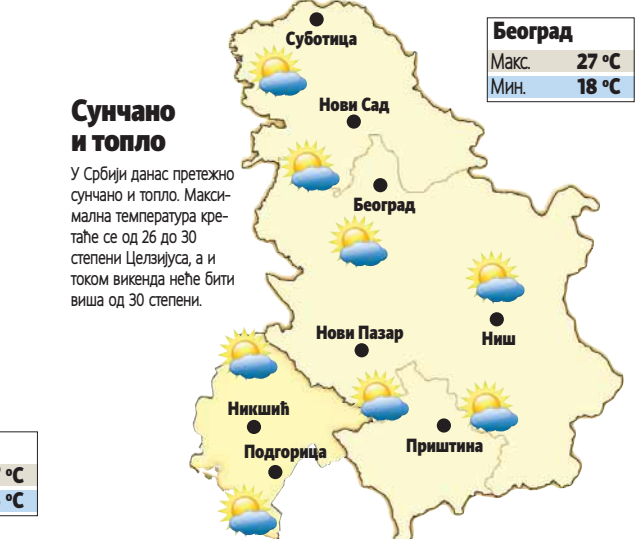 Суботица
Београд
Макс. 27 °C
Мин. 18 °C
Нови Сад
Сунчано
и топло
У Србији данас претежно
сунчано и топло. Макси-
мална температура кре-
таће се од 26 до 30
степени Целзијуса, а и
током викенда неће бити
виша од 30 степени.
Београд
Ниш
Нови Пазар
Никшић
Приштина
Подгорица
°C
°C